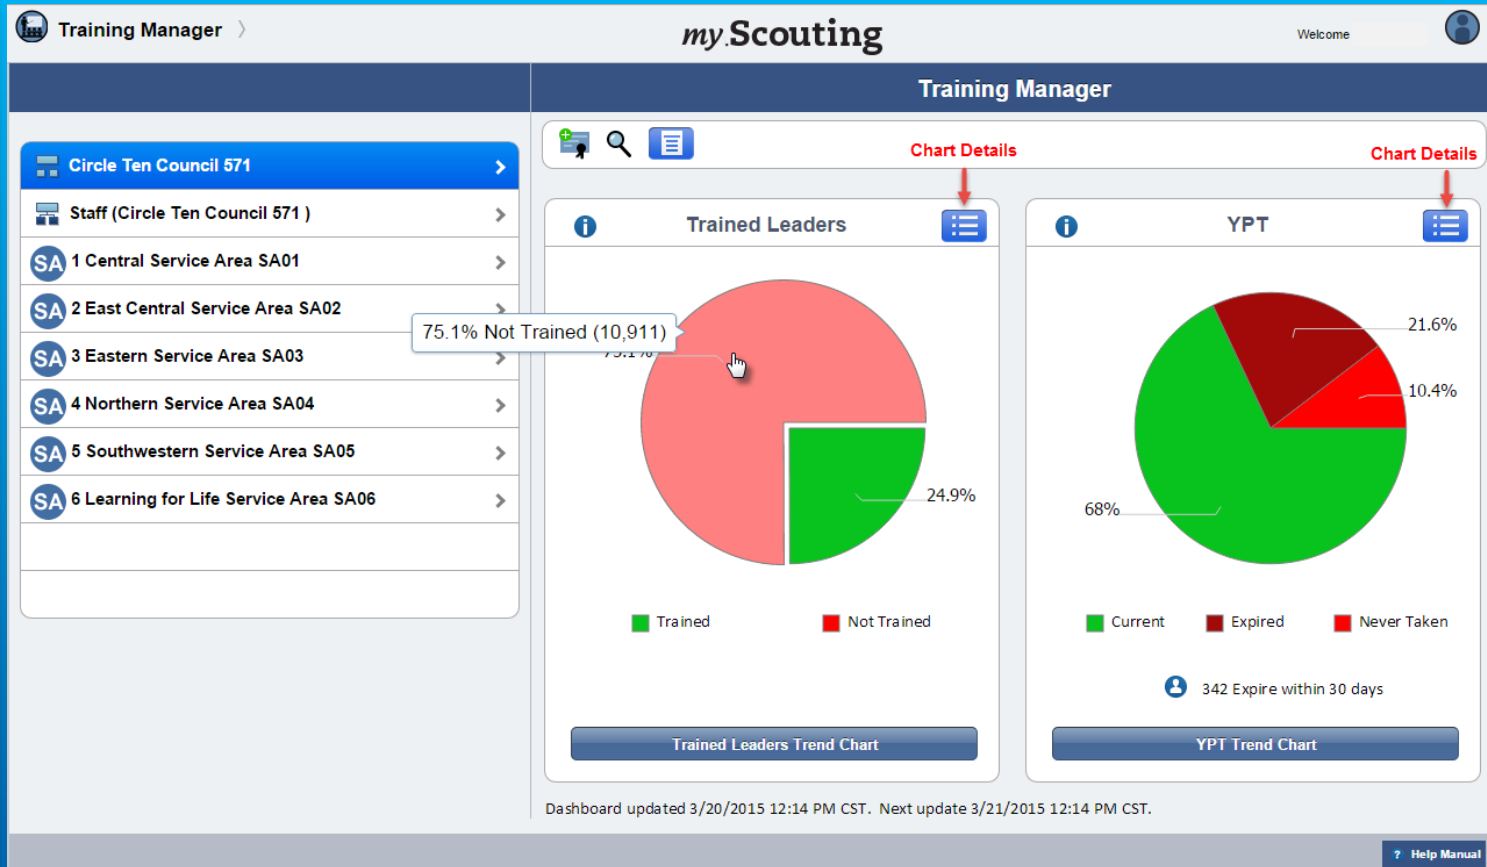 Training Manager
my.Scouting
Welcome
Training Manager
Circle Ten Council 571
Staff (Circle Ten Council 571 )
SA 1 Central Service Area SA01
SA 2 East Central Service Area SA02
SA 3 Eastern Service Area SA03
SA 4 Northern Service Area SA04
SA 5 Southwestern Service Area SA05
SA 6 Learning for Life Service Area SA06
Chart Details
Chart Details
i Trained Leaders
75.1% Not Trained (10,911)
75.1%
24.9%
Trained Not Trained
Trained Leaders Trend Chart
i YPT
21.6%
10.4%
68%
Current Expired Never Taken
342 Expire within 30 days
YPT Trend Chart
Dashboard updated 3/20/2015 12:14 PM CST. Next update 3/21/2015 12:14 PM CST.
? Help Manual